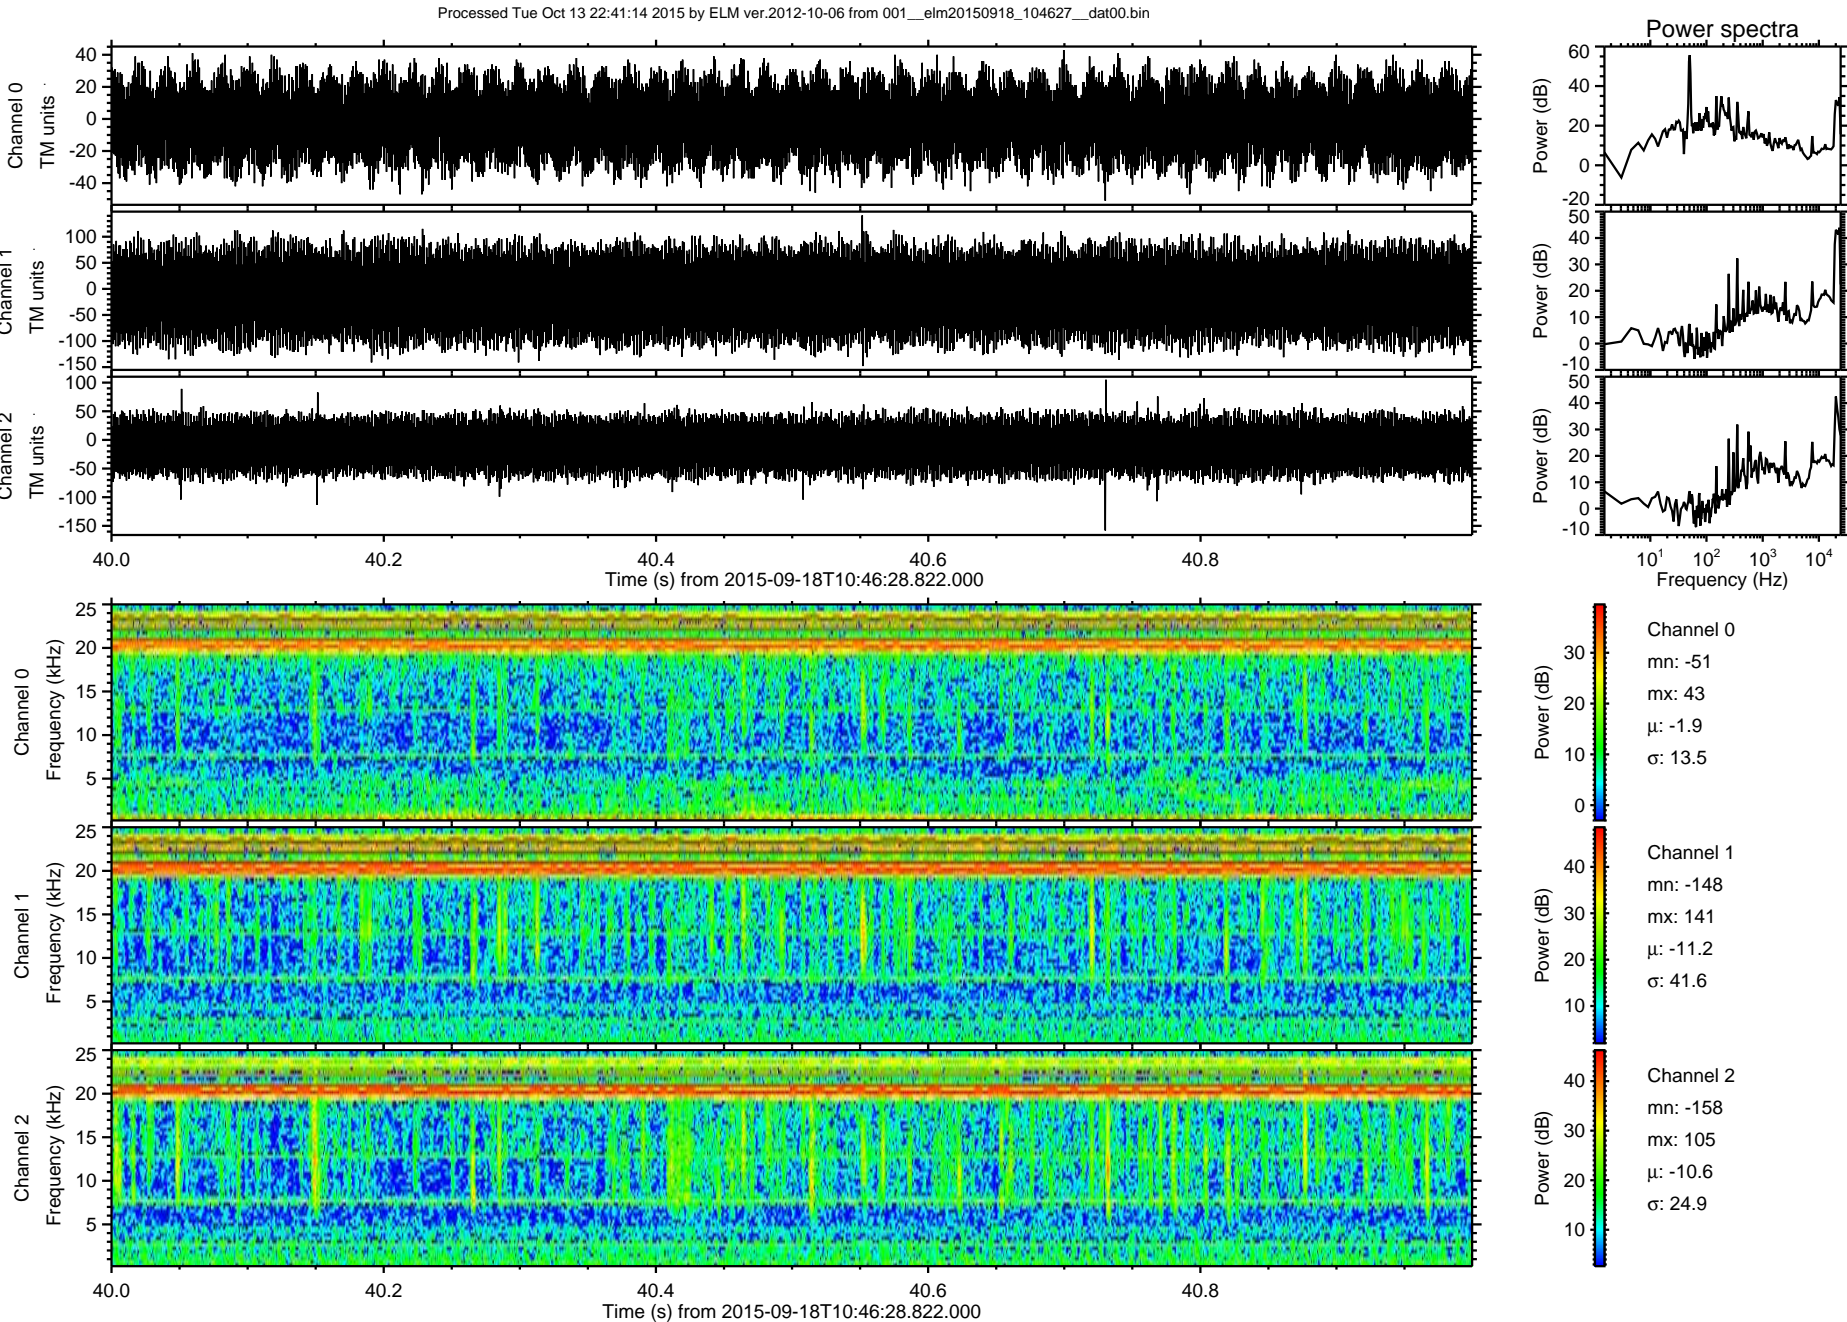 Processed Tue Oct 13 22:41:14 2015 by ELM ver.2012-10-06 from 001__elm20150918_104627__dat00.bin
Power spectra
Channel 0
TM units
40
20
0
-20
-40
Power (dB)
60
40
20
0
-20
Channel 1
TM units
100
50
0
-50
-100
-150
Power (dB)
50
40
30
20
10
0
-10
Channel 2
TM units
100
50
0
-50
-100
-150
Power (dB)
50
40
30
20
10
0
-10
40.0 40.2 40.4 40.6 40.8
Time (s) from 2015-09-18T10:46:28.822.000
10^1 10^2 10^3 10^4
Frequency (Hz)
Channel 0
Frequency (kHz)
25
20
15
10
5
Power (dB)
30
20
10
0
Channel 0
mn: -51
mx: 43
μ: -1.9
σ: 13.5
Channel 1
Frequency (kHz)
25
20
15
10
5
Power (dB)
40
30
20
10
Channel 1
mn: -148
mx: 141
μ: -11.2
σ: 41.6
Channel 2
Frequency (kHz)
25
20
15
10
5
Power (dB)
40
30
20
10
Channel 2
mn: -158
mx: 105
μ: -10.6
σ: 24.9
40.0 40.2 40.4 40.6 40.8
Time (s) from 2015-09-18T10:46:28.822.000